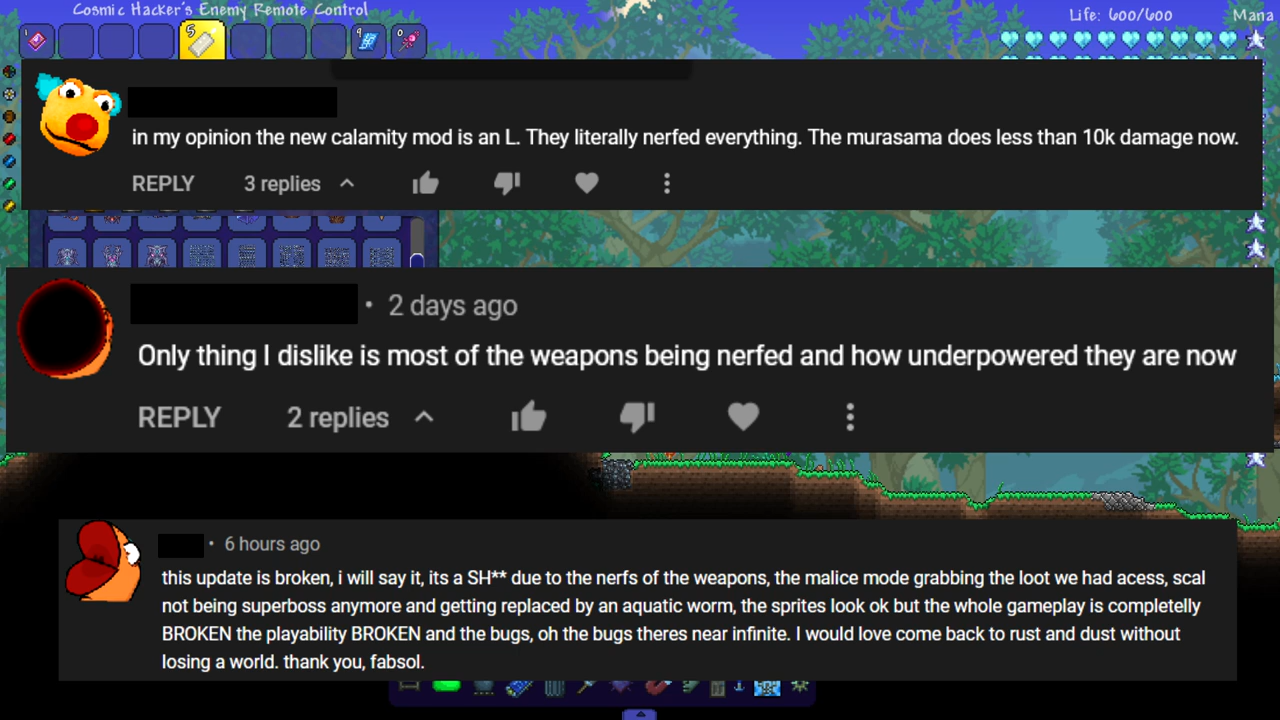 Cosmic Hacker's Enemy Remote Control
Life: 600/600
Mana
1
5
9
0
in my opinion the new calamity mod is an L. They literally nerfed everything. The murasama does less than 10k damage now.
REPLY 3 replies
• 2 days ago
Only thing I dislike is most of the weapons being nerfed and how underpowered they are now
REPLY 2 replies
• 6 hours ago
this update is broken, i will say it, its a SH** due to the nerfs of the weapons, the malice mode grabbing the loot we had acess, scal
not being superboss anymore and getting replaced by an aquatic worm, the sprites look ok but the whole gameplay is completelly
BROKEN the playability BROKEN and the bugs, oh the bugs theres near infinite. I would love come back to rust and dust without
losing a world. thank you, fabsol.